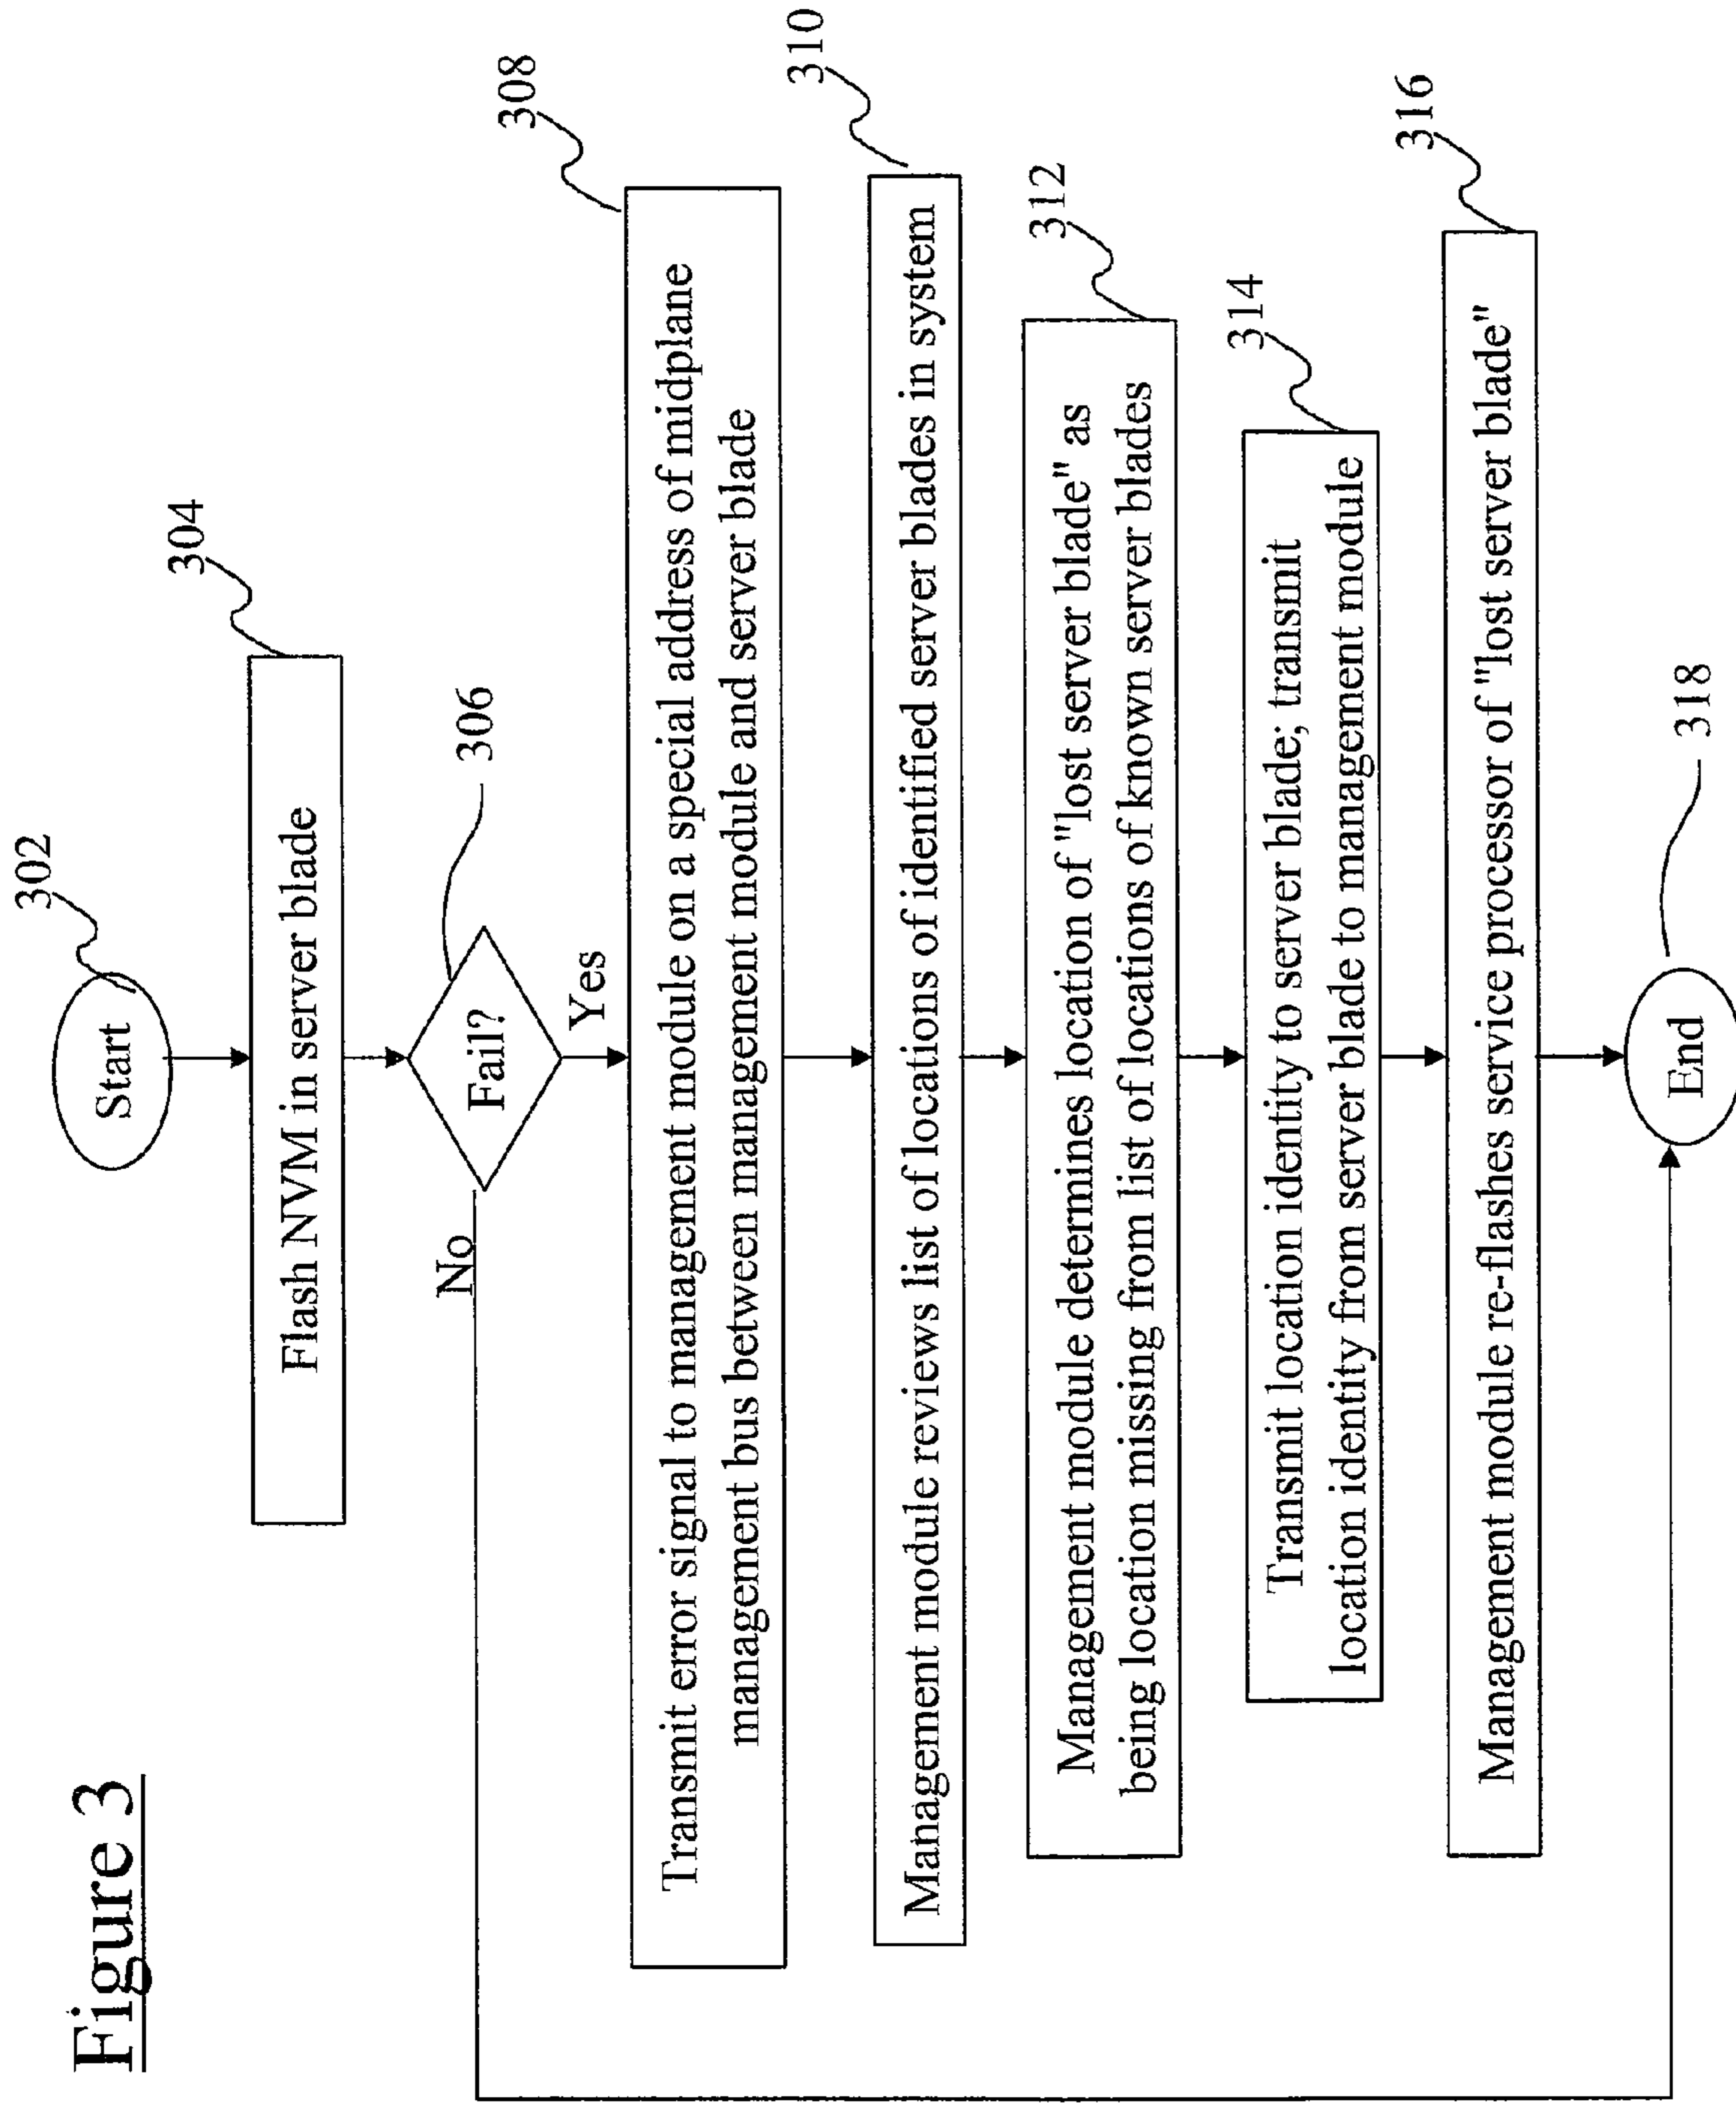 Figure 3
302
Start
304
Flash NVM in server blade
306
Fail?
No
Yes
308
Transmit error signal to management module on a special address of midplane
management bus between management module and server blade
310
Management module reviews list of locations of identified server blades in system
312
Management module determines location of "lost server blade" as
being location missing from list of locations of known server blades
314
Transmit location identity to server blade; transmit
location identity from server blade to management module
316
Management module re-flashes service processor of "lost server blade"
318
End